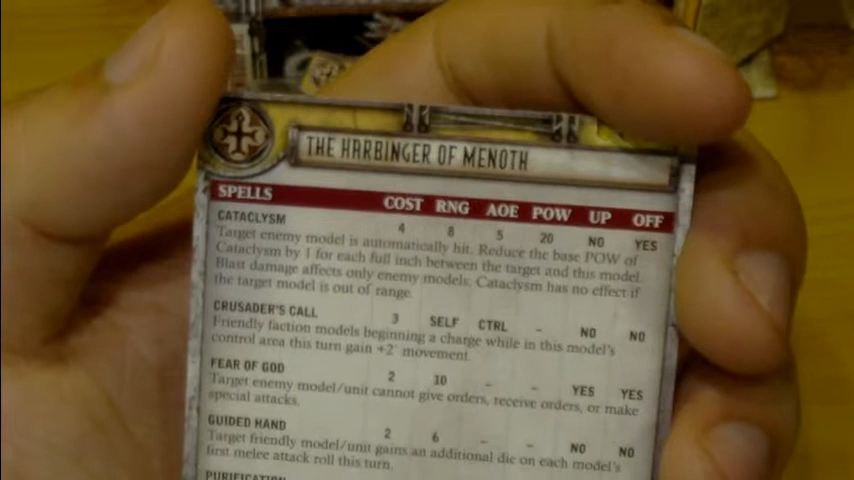 THE HARBINGER OF MENOTH
SPELLS COST RNG AOE POW UP OFF
CATACLYSM 4 8 5 20 NO YES
Target enemy model is automatically hit. Reduce the base POW of
Cataclysm by 1 for each full inch between the target and this model.
Blast damage affects only enemy models. Cataclysm has no effect if
the target model is out of range.
CRUSADER'S CALL 3 SELF CTRL - NO NO
Friendly faction models beginning a charge while in this model's
control area this turn gain +2" movement.
FEAR OF GOD 2 10 - - YES YES
Target enemy model/unit cannot give orders, receive orders, or make
special attacks.
GUIDED HAND 2 6 - - NO NO
Target friendly model/unit gains an additional die on each model's
first melee attack roll this turn.
PURIFICATION